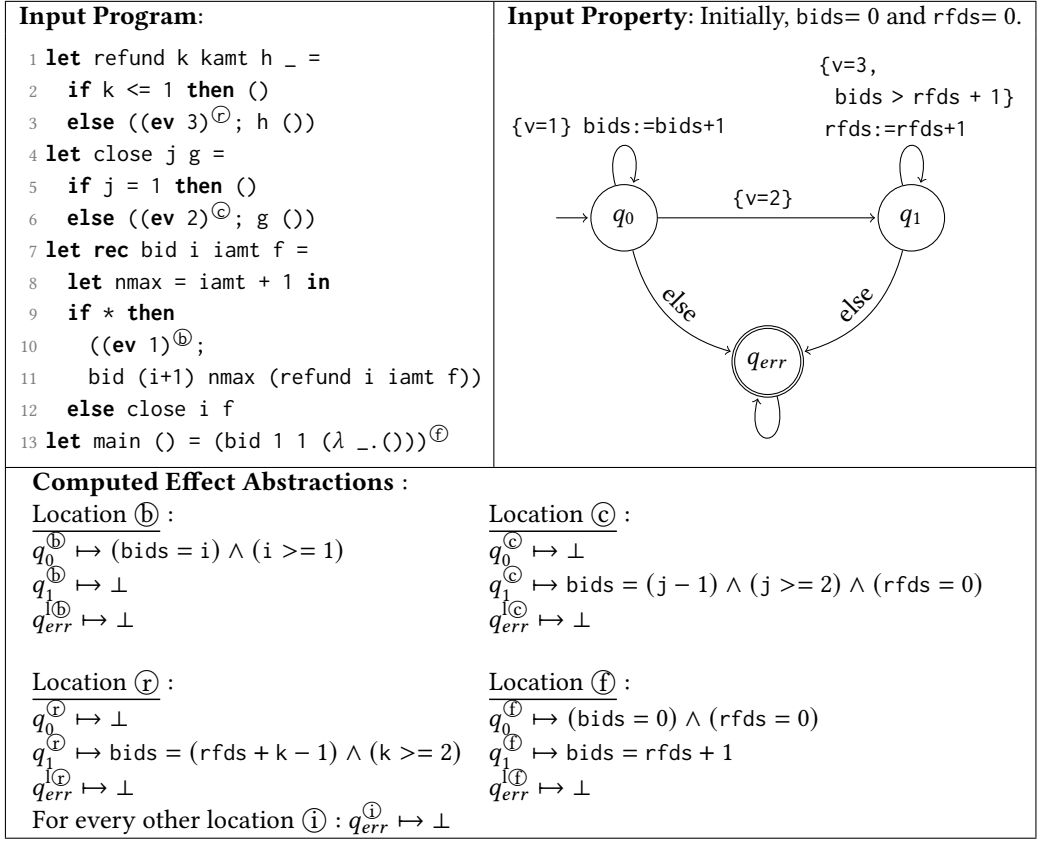 Input Program:
1 let refund k kamt h _ =
2 if k <= 1 then ()
3 else ((ev 3)ⓡ; h ())
4 let close j g =
5 if j = 1 then ()
6 else ((ev 2)ⓒ; g ())
7 let rec bid i iamt f =
8 let nmax = iamt + 1 in
9 if * then
10 ((ev 1)ⓑ;
11 bid (i+1) nmax (refund i iamt f))
12 else close i f
13 let main () = (bid 1 1 (λ _.()))ⓕ
Input Property: Initially, bids= 0 and rfds= 0.
{v=3,
bids > rfds + 1}
{v=1} bids:=bids+1
rfds:=rfds+1
{v=2}
q0
q1
else
else
qerr
Computed Effect Abstractions :
Location ⓑ :
q0ⓑ ↦ (bids = i) ∧ (i >= 1)
q1ⓑ ↦ ⊥
qerrlⓑ ↦ ⊥
Location ⓒ :
q0ⓒ ↦ ⊥
q1ⓒ ↦ bids = (j − 1) ∧ (j >= 2) ∧ (rfds = 0)
qerrlⓒ ↦ ⊥
Location ⓡ :
q0ⓡ ↦ ⊥
q1ⓡ ↦ bids = (rfds + k − 1) ∧ (k >= 2)
qerrlⓡ ↦ ⊥
Location ⓕ :
q0ⓕ ↦ (bids = 0) ∧ (rfds = 0)
q1ⓕ ↦ bids = rfds + 1
qerrlⓕ ↦ ⊥
For every other location ⓘ : qerrⓘ ↦ ⊥